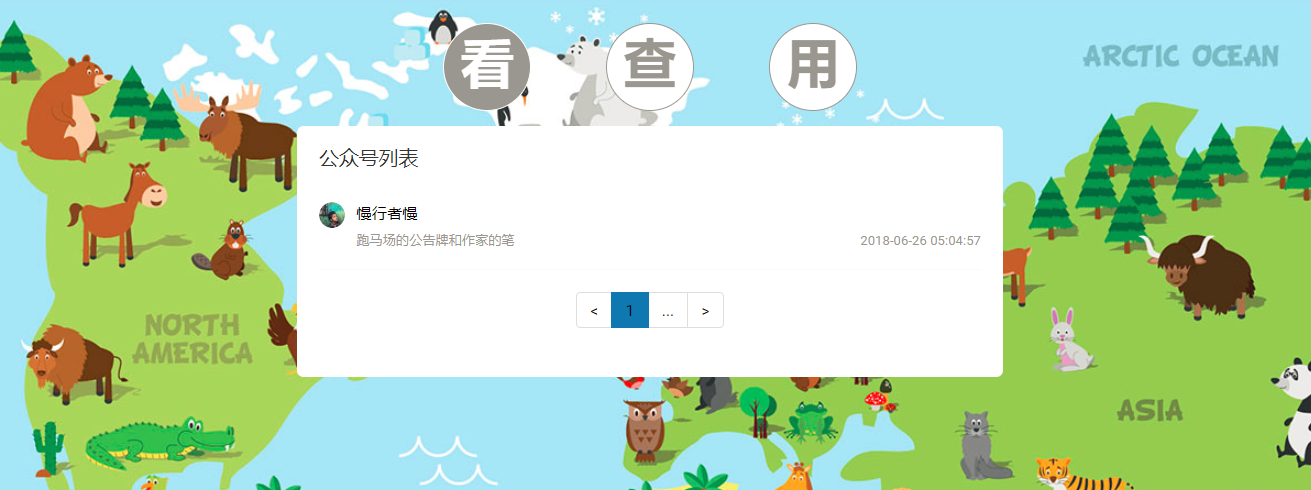 看 查 用
ARCTIC OCEAN
公众号列表
慢行者慢
跑马场的公告牌和作家的笔 2018-06-26 05:04:57
< 1 ... >
NORTH
AMERICA
ASIA